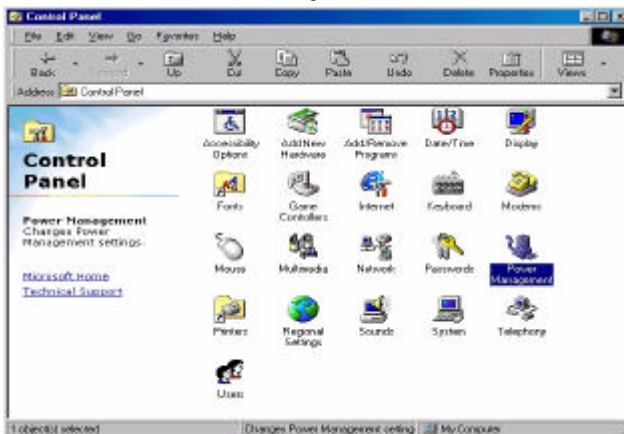 Control Panel
File Edit View Go Favorites Help
Back Forward Up Cut Copy Paste Undo Delete Properties Views
Address Control Panel
Control
Panel
Power Management
Changes Power
Management settings.
Microsoft Home
Technical Support
Accessibility
Options
Add New
Hardware
Add/Remove
Programs
Date/Time
Display
Fonts
Game
Controllers
Internet
Keyboard
Modems
Mouse
Multimedia
Network
Passwords
Power
Management
Printers
Regional
Settings
Sounds
System
Telephony
Users
1 object(s) selected Changes Power Management setting My Computer